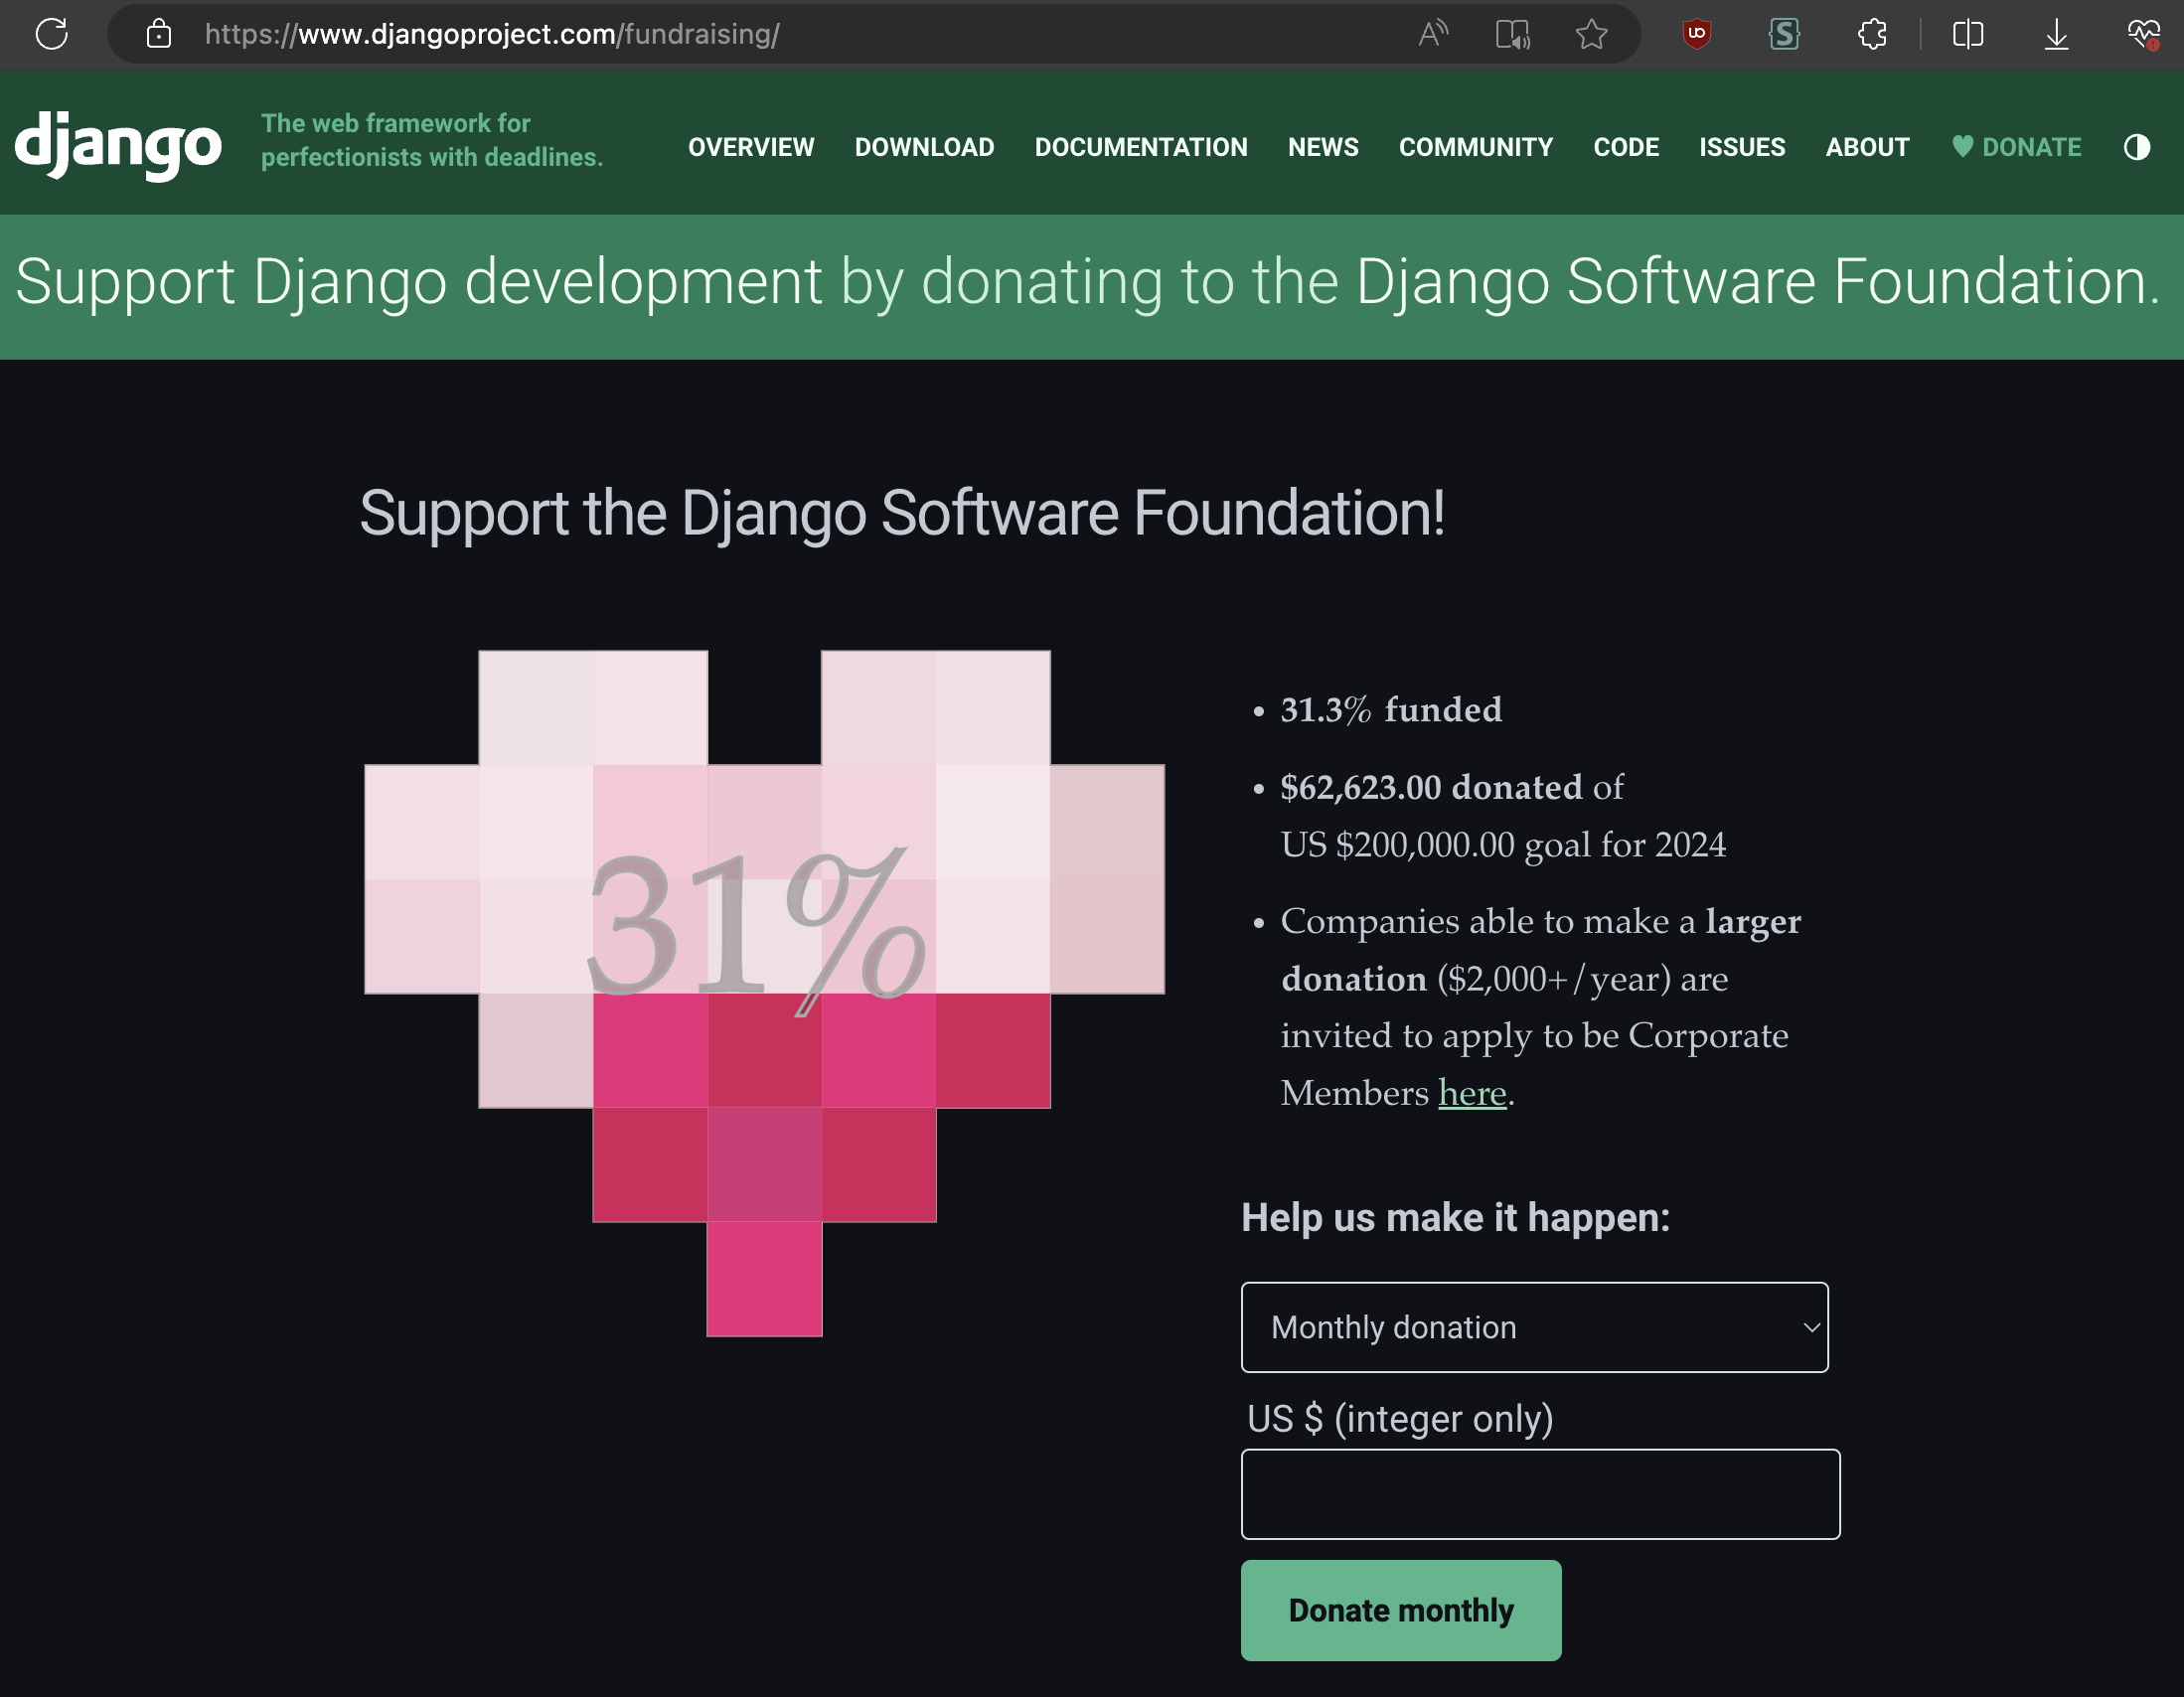 https://www.djangoproject.com/fundraising/
django
The web framework for
perfectionists with deadlines.
OVERVIEW DOWNLOAD DOCUMENTATION NEWS COMMUNITY CODE ISSUES ABOUT DONATE
Support Django development by donating to the Django Software Foundation.
Support the Django Software Foundation!
31%
• 31.3% funded
• $62,623.00 donated of
US $200,000.00 goal for 2024
• Companies able to make a larger
donation ($2,000+/year) are
invited to apply to be Corporate
Members here.
Help us make it happen:
Monthly donation
US $ (integer only)
Donate monthly